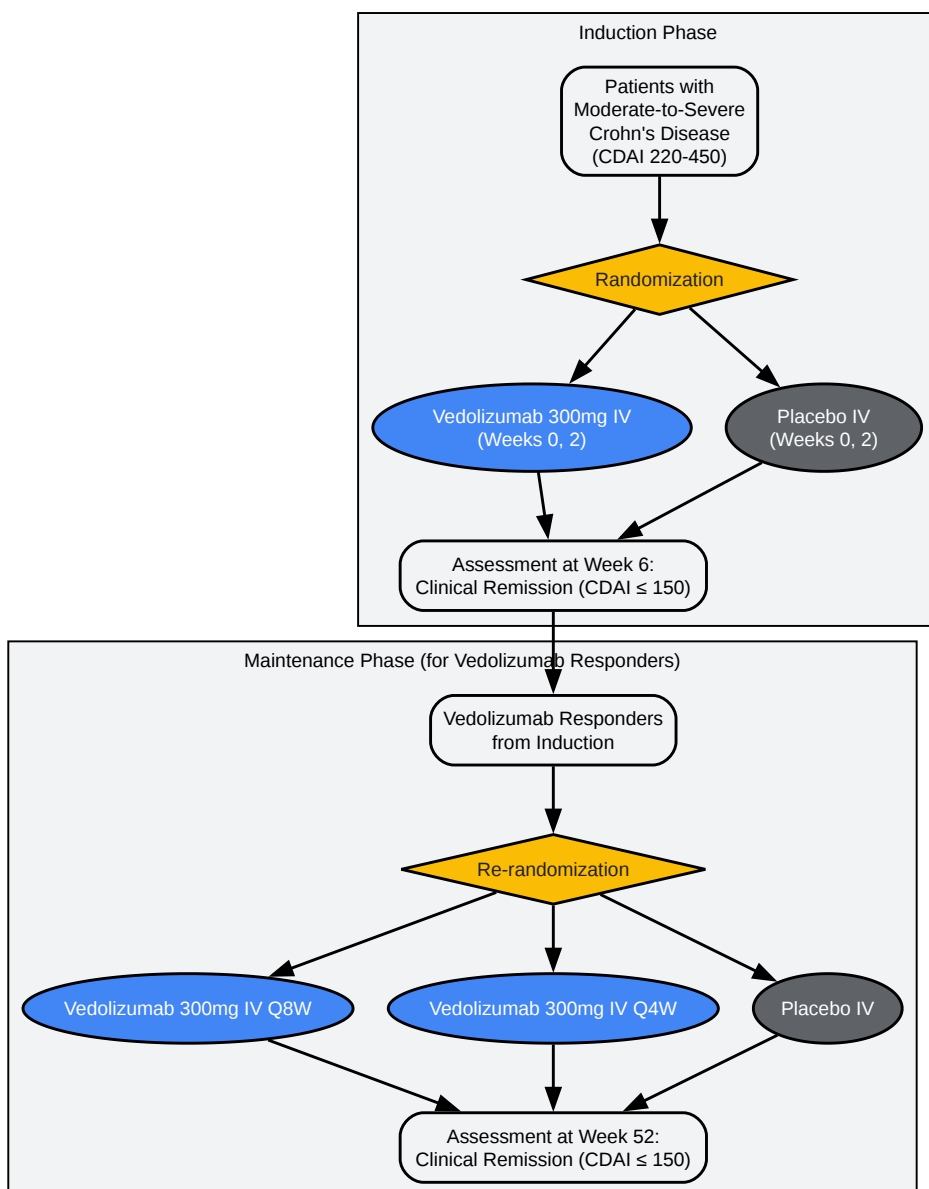 Induction Phase
Patients with
Moderate-to-Severe
Crohn's Disease
(CDAI 220-450)
Randomization
Vedolizumab 300mg IV
(Weeks 0, 2)
Placebo IV
(Weeks 0, 2)
Assessment at Week 6:
Clinical Remission (CDAI ≤ 150)
Maintenance Phase (for Vedolizumab Responders)
Vedolizumab Responders
from Induction
Re-randomization
Vedolizumab 300mg IV Q8W
Vedolizumab 300mg IV Q4W
Placebo IV
Assessment at Week 52:
Clinical Remission (CDAI ≤ 150)